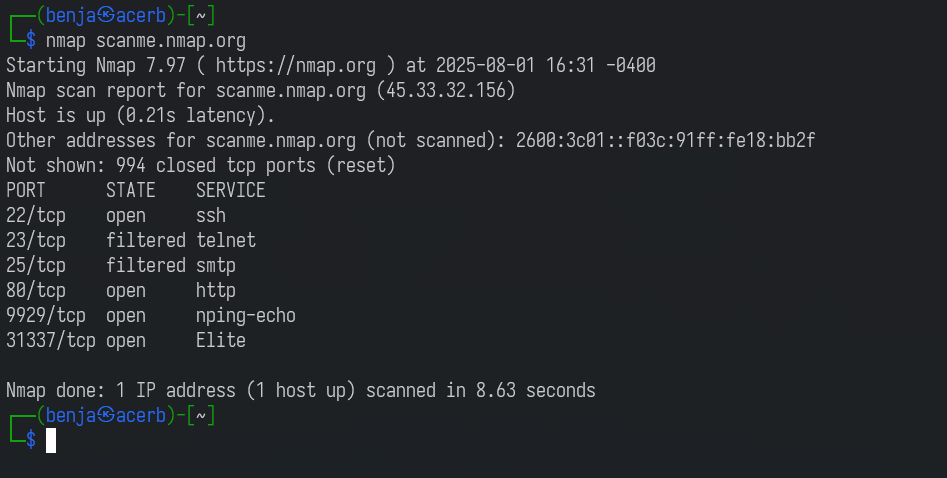 ┌──(benja㉿acerb)-[~]
└─$ nmap scanme.nmap.org
Starting Nmap 7.97 ( https://nmap.org ) at 2025-08-01 16:31 -0400
Nmap scan report for scanme.nmap.org (45.33.32.156)
Host is up (0.21s latency).
Other addresses for scanme.nmap.org (not scanned): 2600:3c01::f03c:91ff:fe18:bb2f
Not shown: 994 closed tcp ports (reset)
PORT      STATE    SERVICE
22/tcp    open     ssh
23/tcp    filtered telnet
25/tcp    filtered smtp
80/tcp    open     http
9929/tcp  open     nping-echo
31337/tcp open     Elite

Nmap done: 1 IP address (1 host up) scanned in 8.63 seconds
┌──(benja㉿acerb)-[~]
└─$